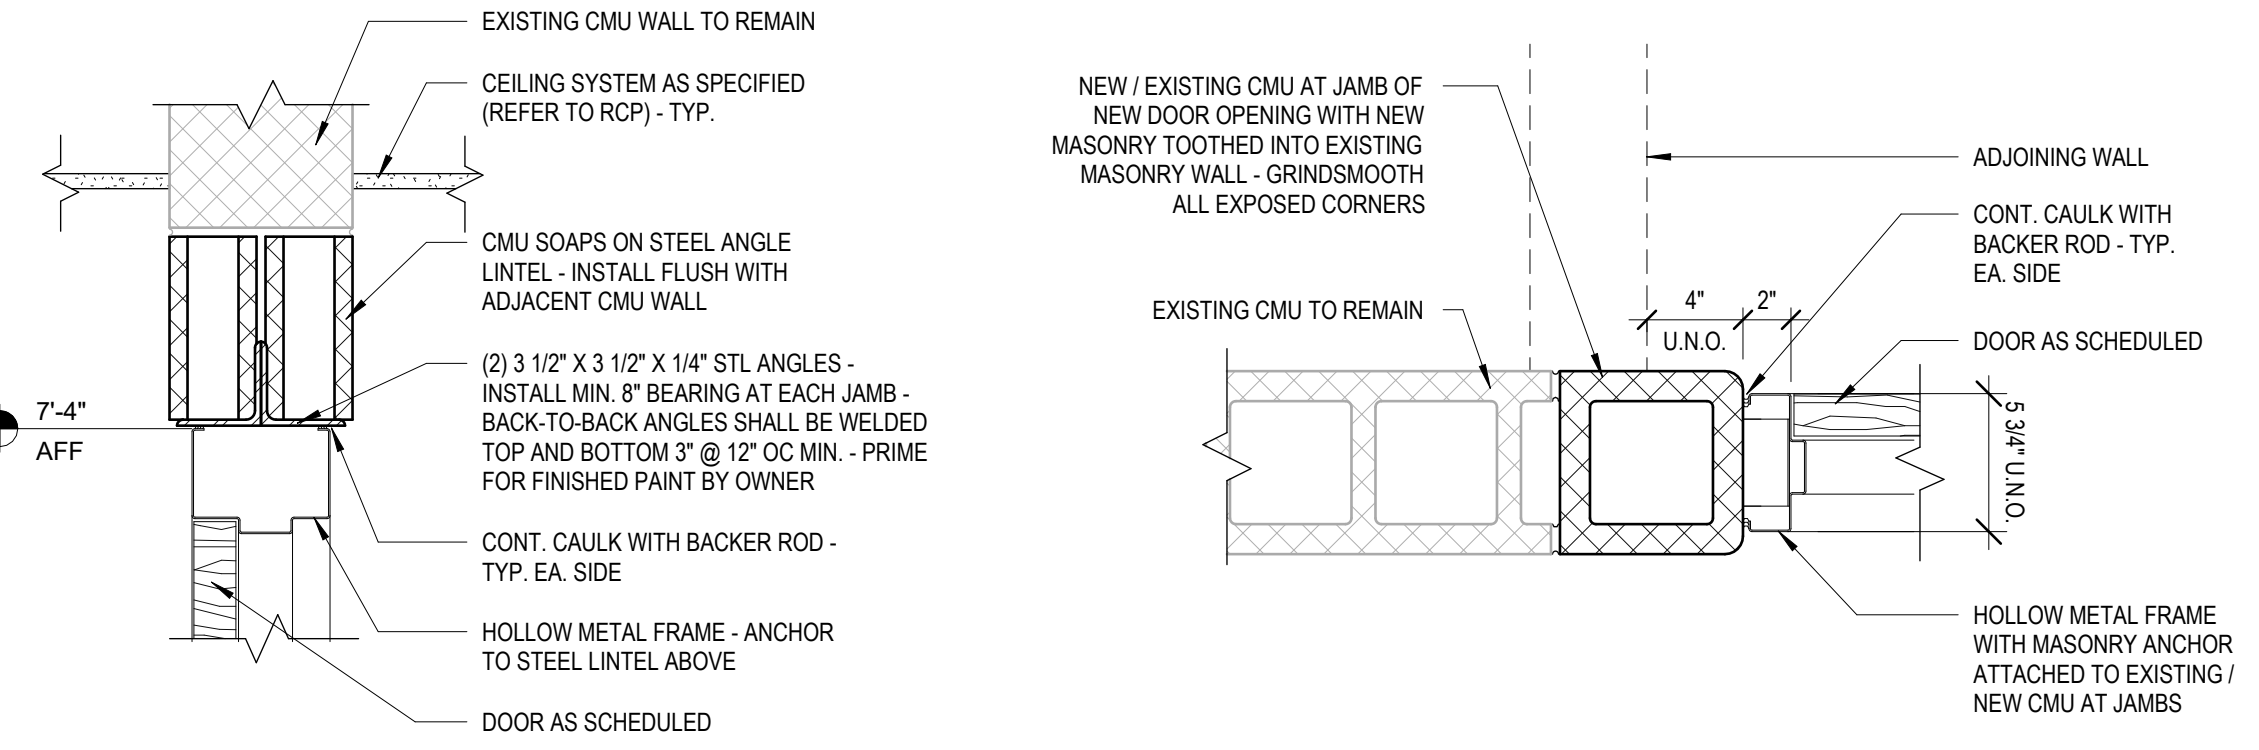 EXISTING CMU WALL TO REMAIN
CEILING SYSTEM AS SPECIFIED
(REFER TO RCP) - TYP.
CMU SOAPS ON STEEL ANGLE
LINTEL - INSTALL FLUSH WITH
ADJACENT CMU WALL
(2) 3 1/2" X 3 1/2" X 1/4" STL ANGLES -
INSTALL MIN. 8" BEARING AT EACH JAMB -
BACK-TO-BACK ANGLES SHALL BE WELDED
TOP AND BOTTOM 3" @ 12" OC MIN. - PRIME
FOR FINISHED PAINT BY OWNER
7'-4"
AFF
CONT. CAULK WITH BACKER ROD -
TYP. EA. SIDE
HOLLOW METAL FRAME - ANCHOR
TO STEEL LINTEL ABOVE
DOOR AS SCHEDULED
NEW / EXISTING CMU AT JAMB OF
NEW DOOR OPENING WITH NEW
MASONRY TOOTHED INTO EXISTING
MASONRY WALL - GRINDSMOOTH
ALL EXPOSED CORNERS
EXISTING CMU TO REMAIN
ADJOINING WALL
CONT. CAULK WITH
BACKER ROD - TYP.
EA. SIDE
4"
U.N.O.
2"
DOOR AS SCHEDULED
5 3/4" U.N.O.
HOLLOW METAL FRAME
WITH MASONRY ANCHOR
ATTACHED TO EXISTING /
NEW CMU AT JAMBS